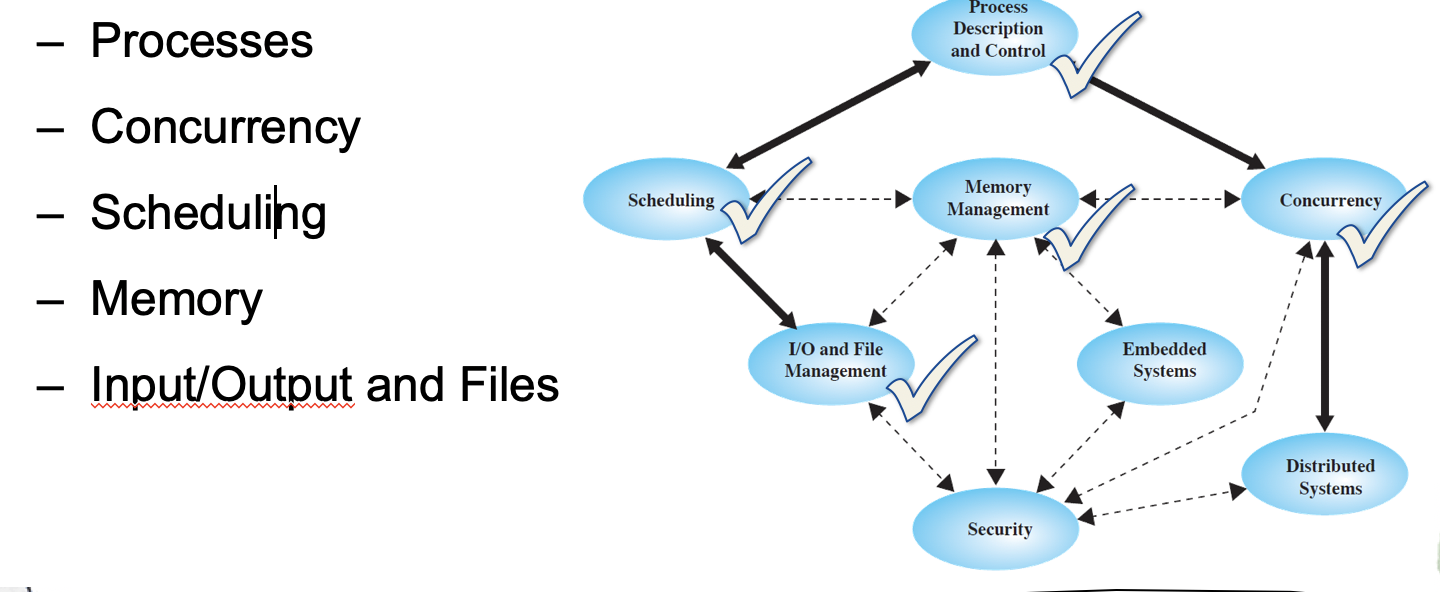 – Processes
– Concurrency
– Scheduling
– Memory
– Input/Output and Files
Process
Description
and Control
Scheduling
Memory
Management
Concurrency
I/O and File
Management
Embedded
Systems
Distributed
Systems
Security